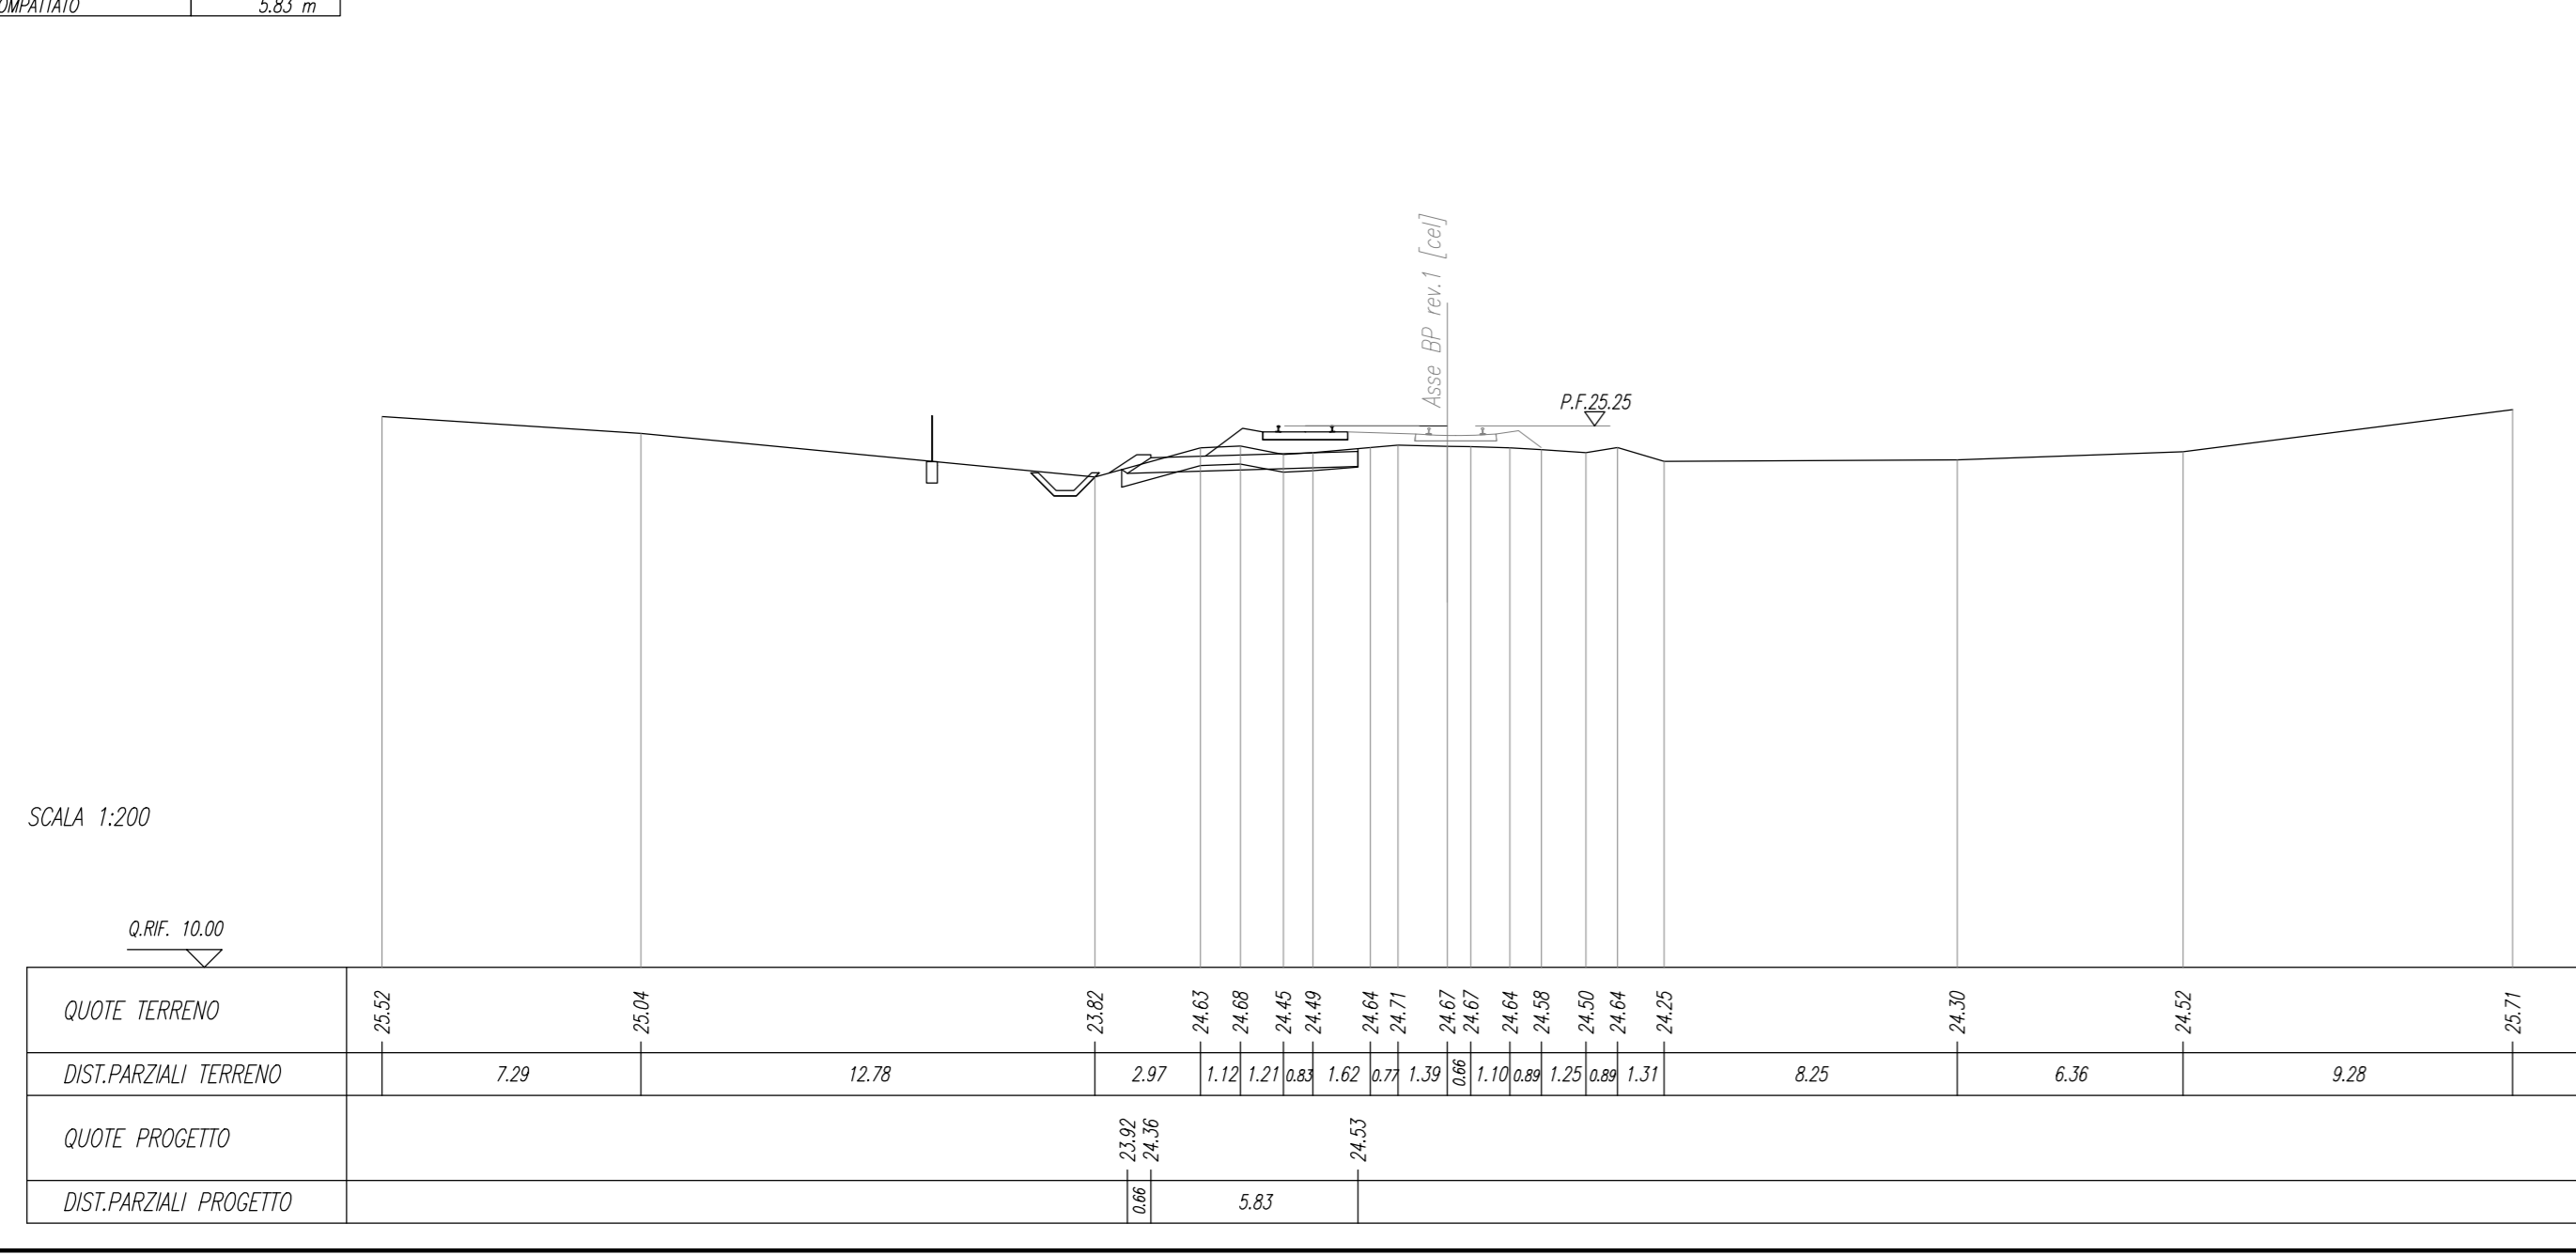 5.83 m
Asse BP rev.1 [cel]
P.F.25.25
SCALA 1:200
Q.RIF. 10.00
QUOTE TERRENO 25.52 25.04 23.82 24.63 24.68 24.45 24.49 24.64 24.71 24.67 24.67 24.64 24.58 24.50 24.64 24.25 24.30 24.52 25.71
DIST.PARZIALI TERRENO 7.29 12.78 2.97 1.12 1.21 0.83 1.62 0.77 1.39 0.66 1.10 0.89 1.25 0.89 1.31 8.25 6.36 9.28
QUOTE PROGETTO 23.92 24.36 24.53
DIST.PARZIALI PROGETTO 0.66 5.83